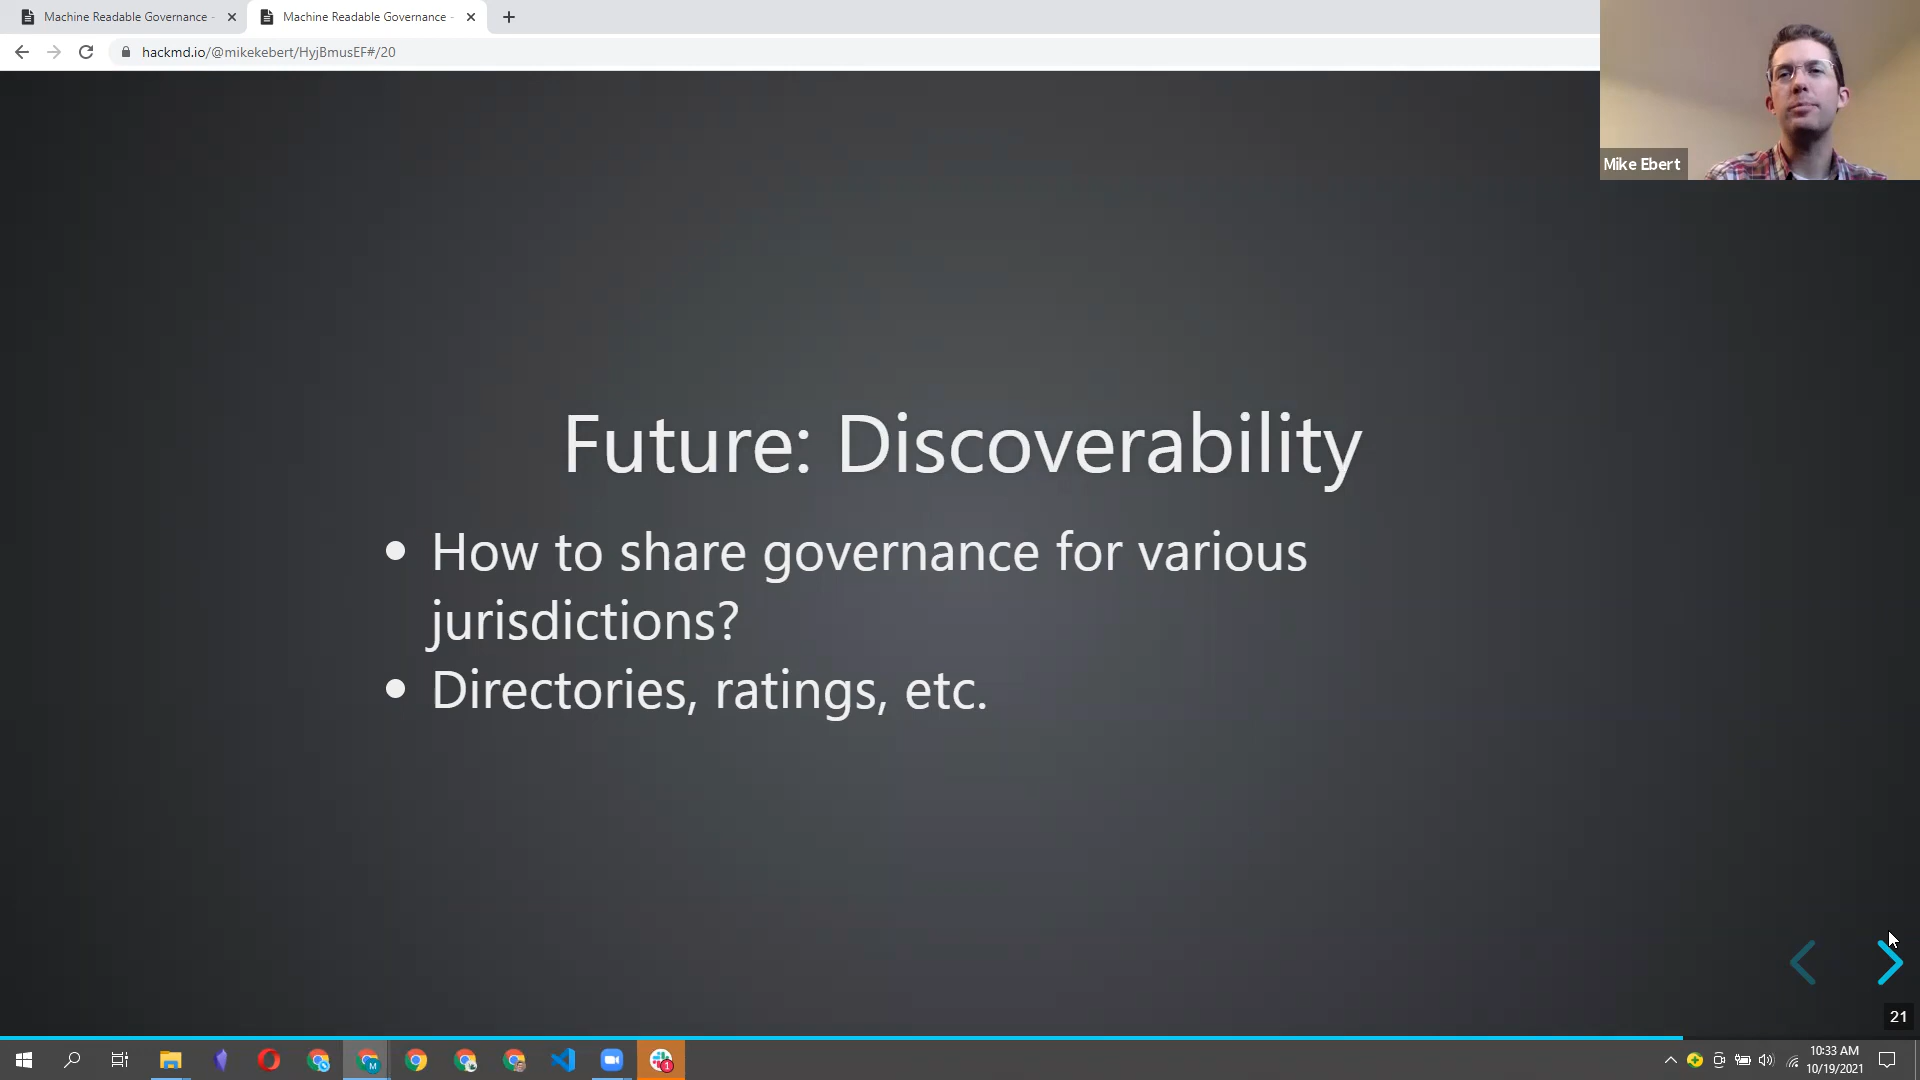 Machine Readable Governance -
Machine Readable Governance -
hackmd.io/@mikekebert/HyjBmusEF#/20
Mike Ebert
Future: Discoverability
How to share governance for various
jurisdictions?
Directories, ratings, etc.
21
M
1
10:33 AM
10/19/2021